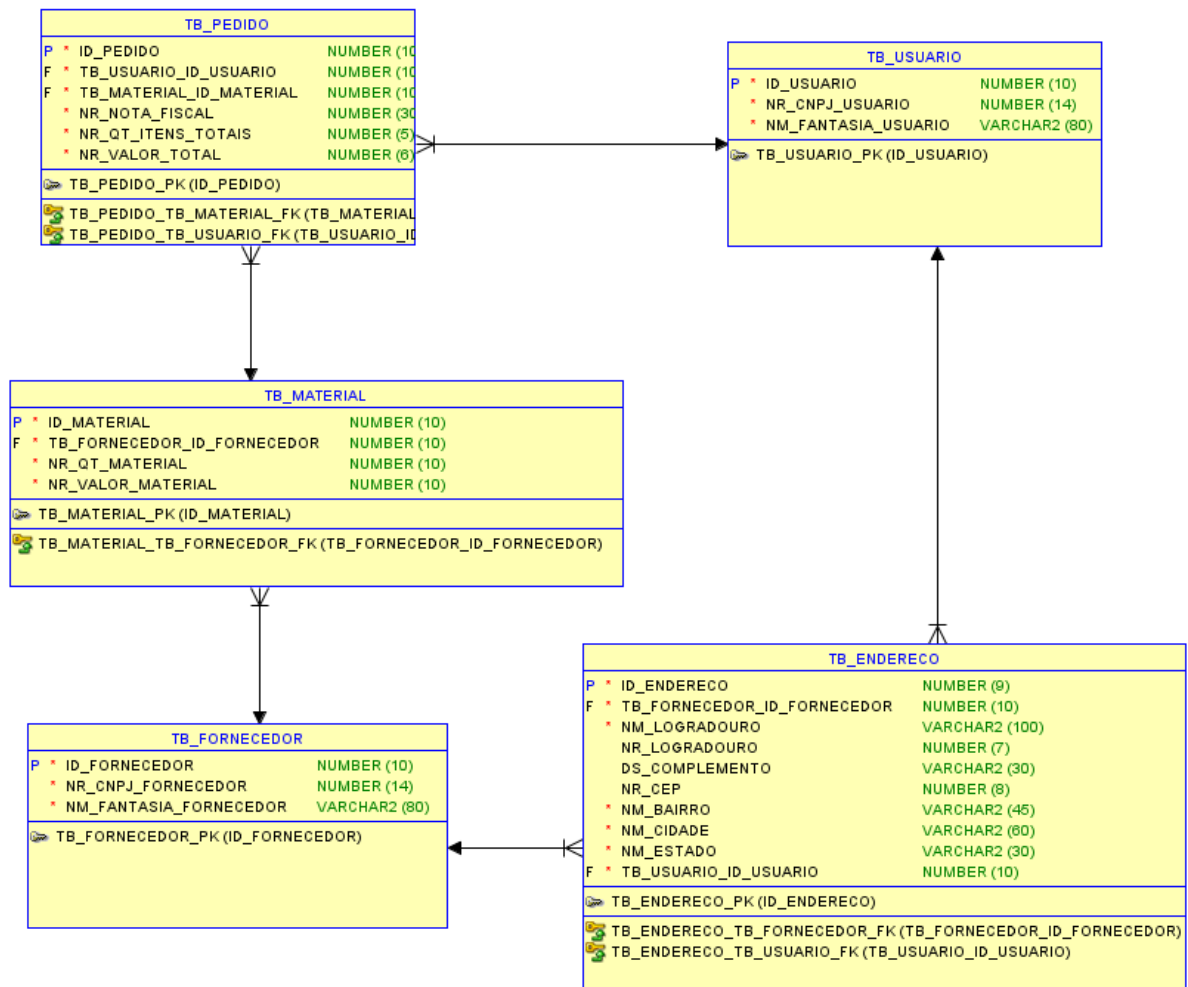 TB_PEDIDO
P * ID_PEDIDO NUMBER (10
F * TB_USUARIO_ID_USUARIO NUMBER (10
F * TB_MATERIAL_ID_MATERIAL NUMBER (10
* NR_NOTA_FISCAL NUMBER (30
* NR_QT_ITENS_TOTAIS NUMBER (5)
* NR_VALOR_TOTAL NUMBER (6)
TB_PEDIDO_PK (ID_PEDIDO)
TB_PEDIDO_TB_MATERIAL_FK (TB_MATERIAL
TB_PEDIDO_TB_USUARIO_FK (TB_USUARIO_ID
TB_USUARIO
P * ID_USUARIO NUMBER (10)
* NR_CNPJ_USUARIO NUMBER (14)
* NM_FANTASIA_USUARIO VARCHAR2 (80)
TB_USUARIO_PK (ID_USUARIO)
TB_MATERIAL
P * ID_MATERIAL NUMBER (10)
F * TB_FORNECEDOR_ID_FORNECEDOR NUMBER (10)
* NR_QT_MATERIAL NUMBER (10)
* NR_VALOR_MATERIAL NUMBER (10)
TB_MATERIAL_PK (ID_MATERIAL)
TB_MATERIAL_TB_FORNECEDOR_FK (TB_FORNECEDOR_ID_FORNECEDOR)
TB_FORNECEDOR
P * ID_FORNECEDOR NUMBER (10)
* NR_CNPJ_FORNECEDOR NUMBER (14)
* NM_FANTASIA_FORNECEDOR VARCHAR2 (80)
TB_FORNECEDOR_PK (ID_FORNECEDOR)
TB_ENDERECO
P * ID_ENDERECO NUMBER (9)
F * TB_FORNECEDOR_ID_FORNECEDOR NUMBER (10)
* NM_LOGRADOURO VARCHAR2 (100)
NR_LOGRADOURO NUMBER (7)
DS_COMPLEMENTO VARCHAR2 (30)
NR_CEP NUMBER (8)
* NM_BAIRRO VARCHAR2 (45)
* NM_CIDADE VARCHAR2 (60)
* NM_ESTADO VARCHAR2 (30)
F * TB_USUARIO_ID_USUARIO NUMBER (10)
TB_ENDERECO_PK (ID_ENDERECO)
TB_ENDERECO_TB_FORNECEDOR_FK (TB_FORNECEDOR_ID_FORNECEDOR)
TB_ENDERECO_TB_USUARIO_FK (TB_USUARIO_ID_USUARIO)